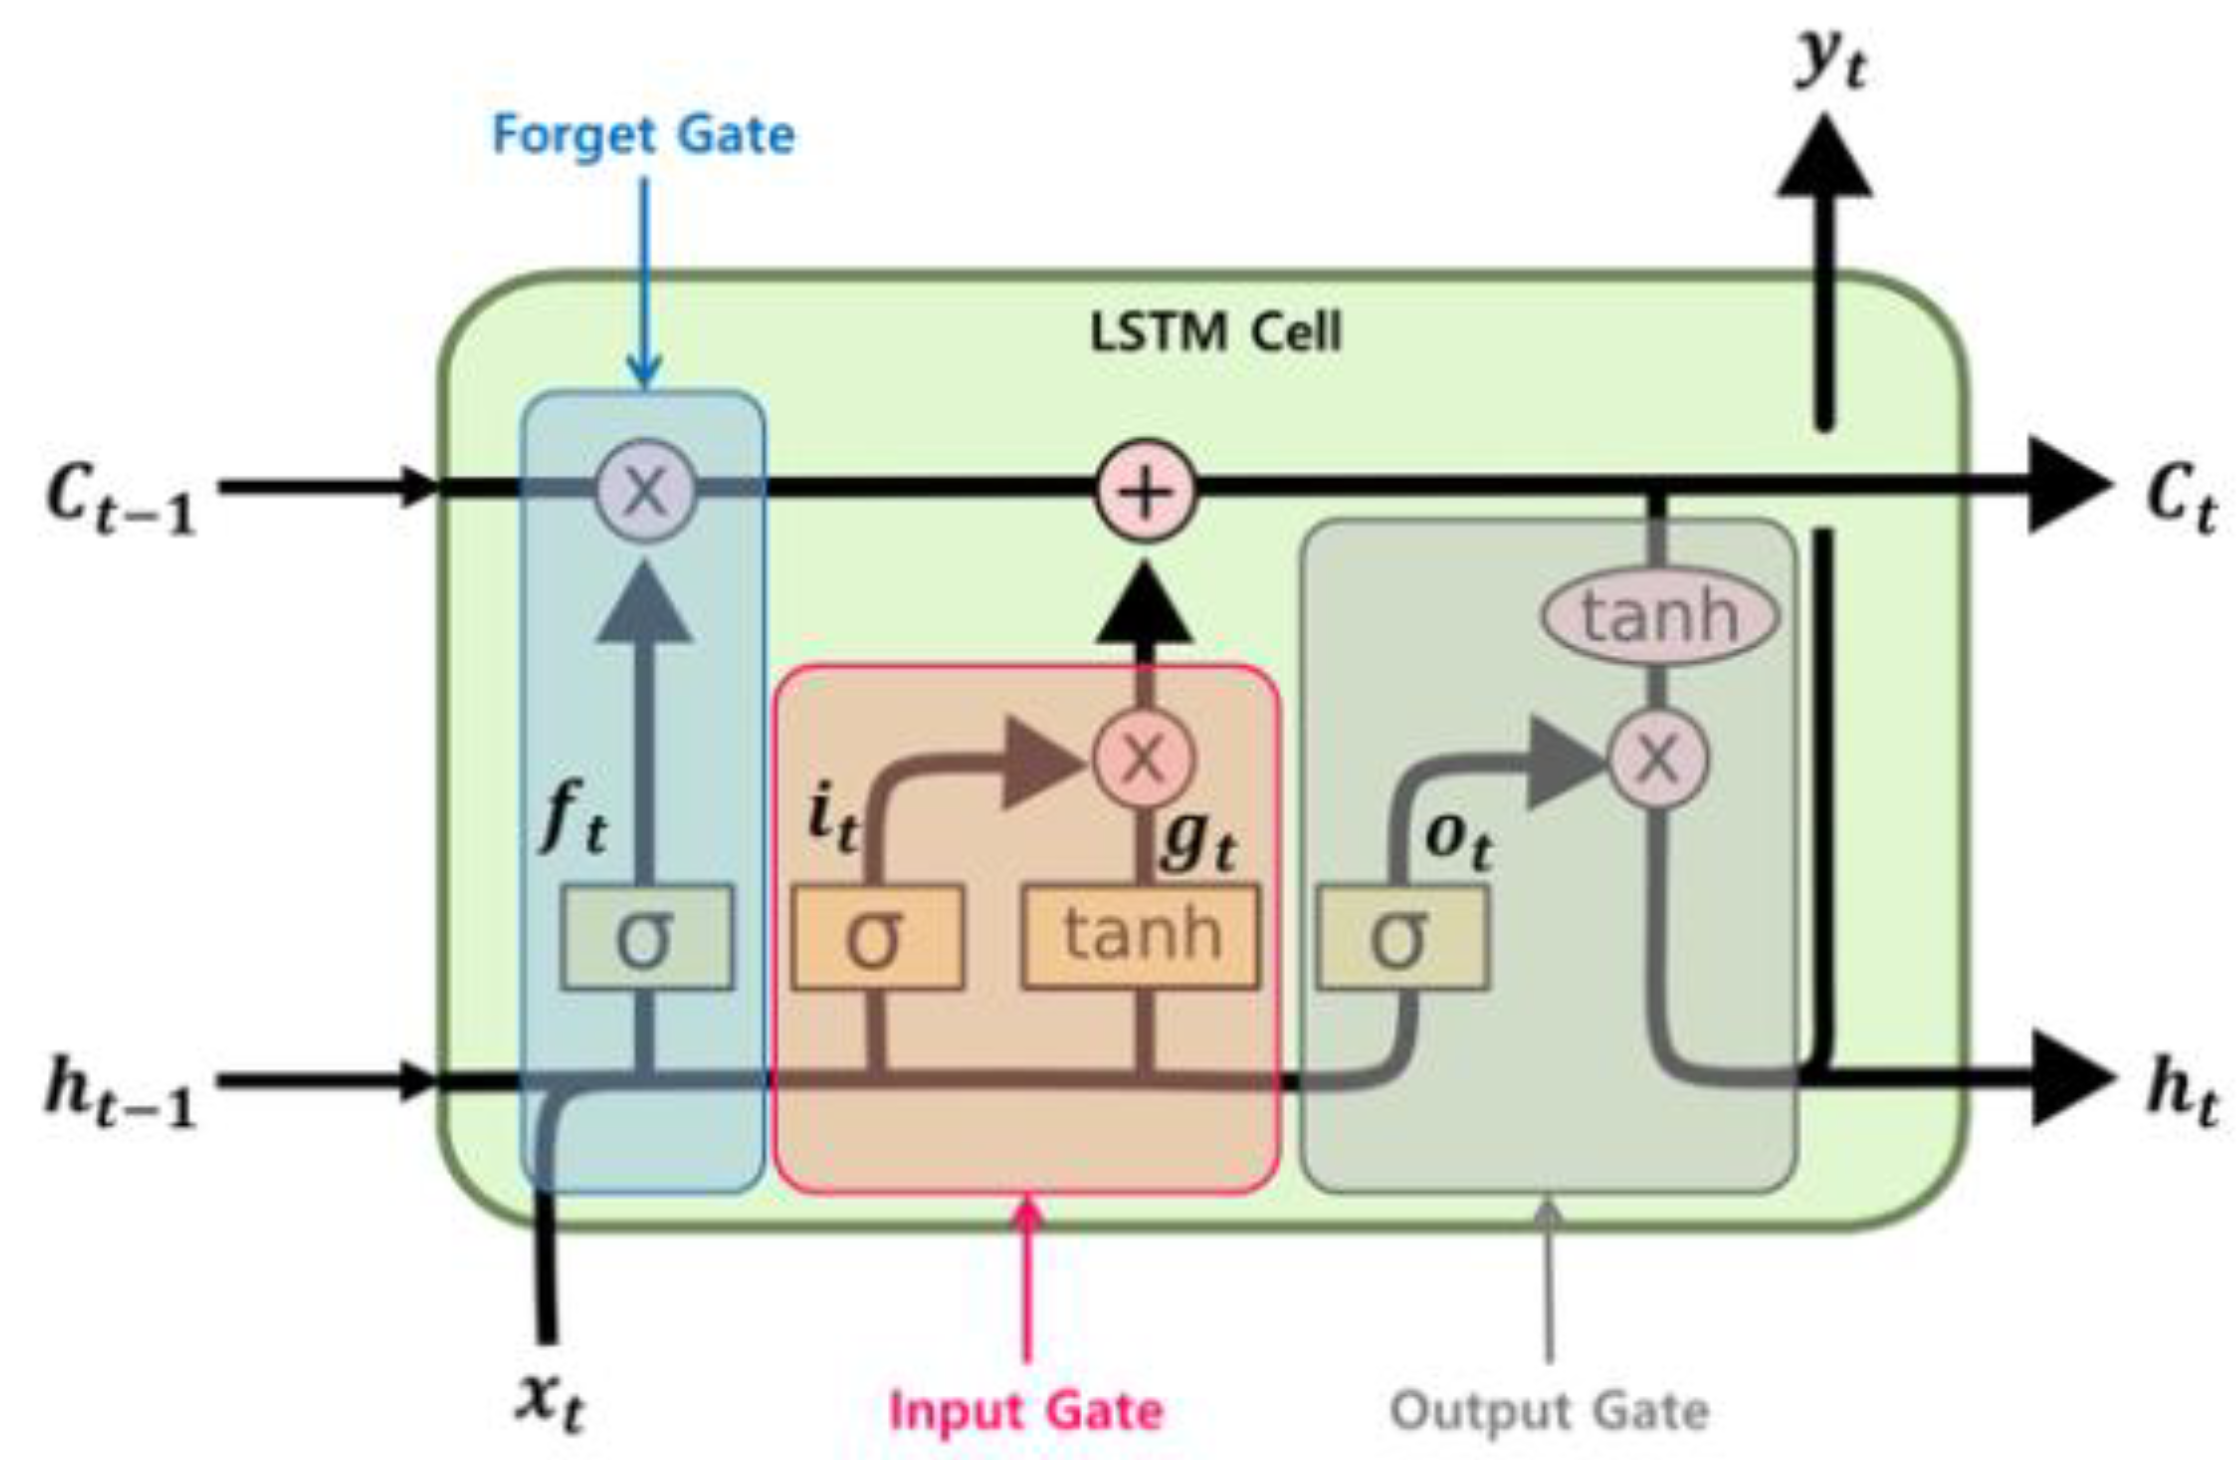 y_t
Forget Gate
LSTM Cell
C_{t-1}
×
+
C_t
tanh
×
×
f_t
i_t
g_t
o_t
σ
σ
tanh
σ
h_{t-1}
h_t
x_t
Input Gate
Output Gate